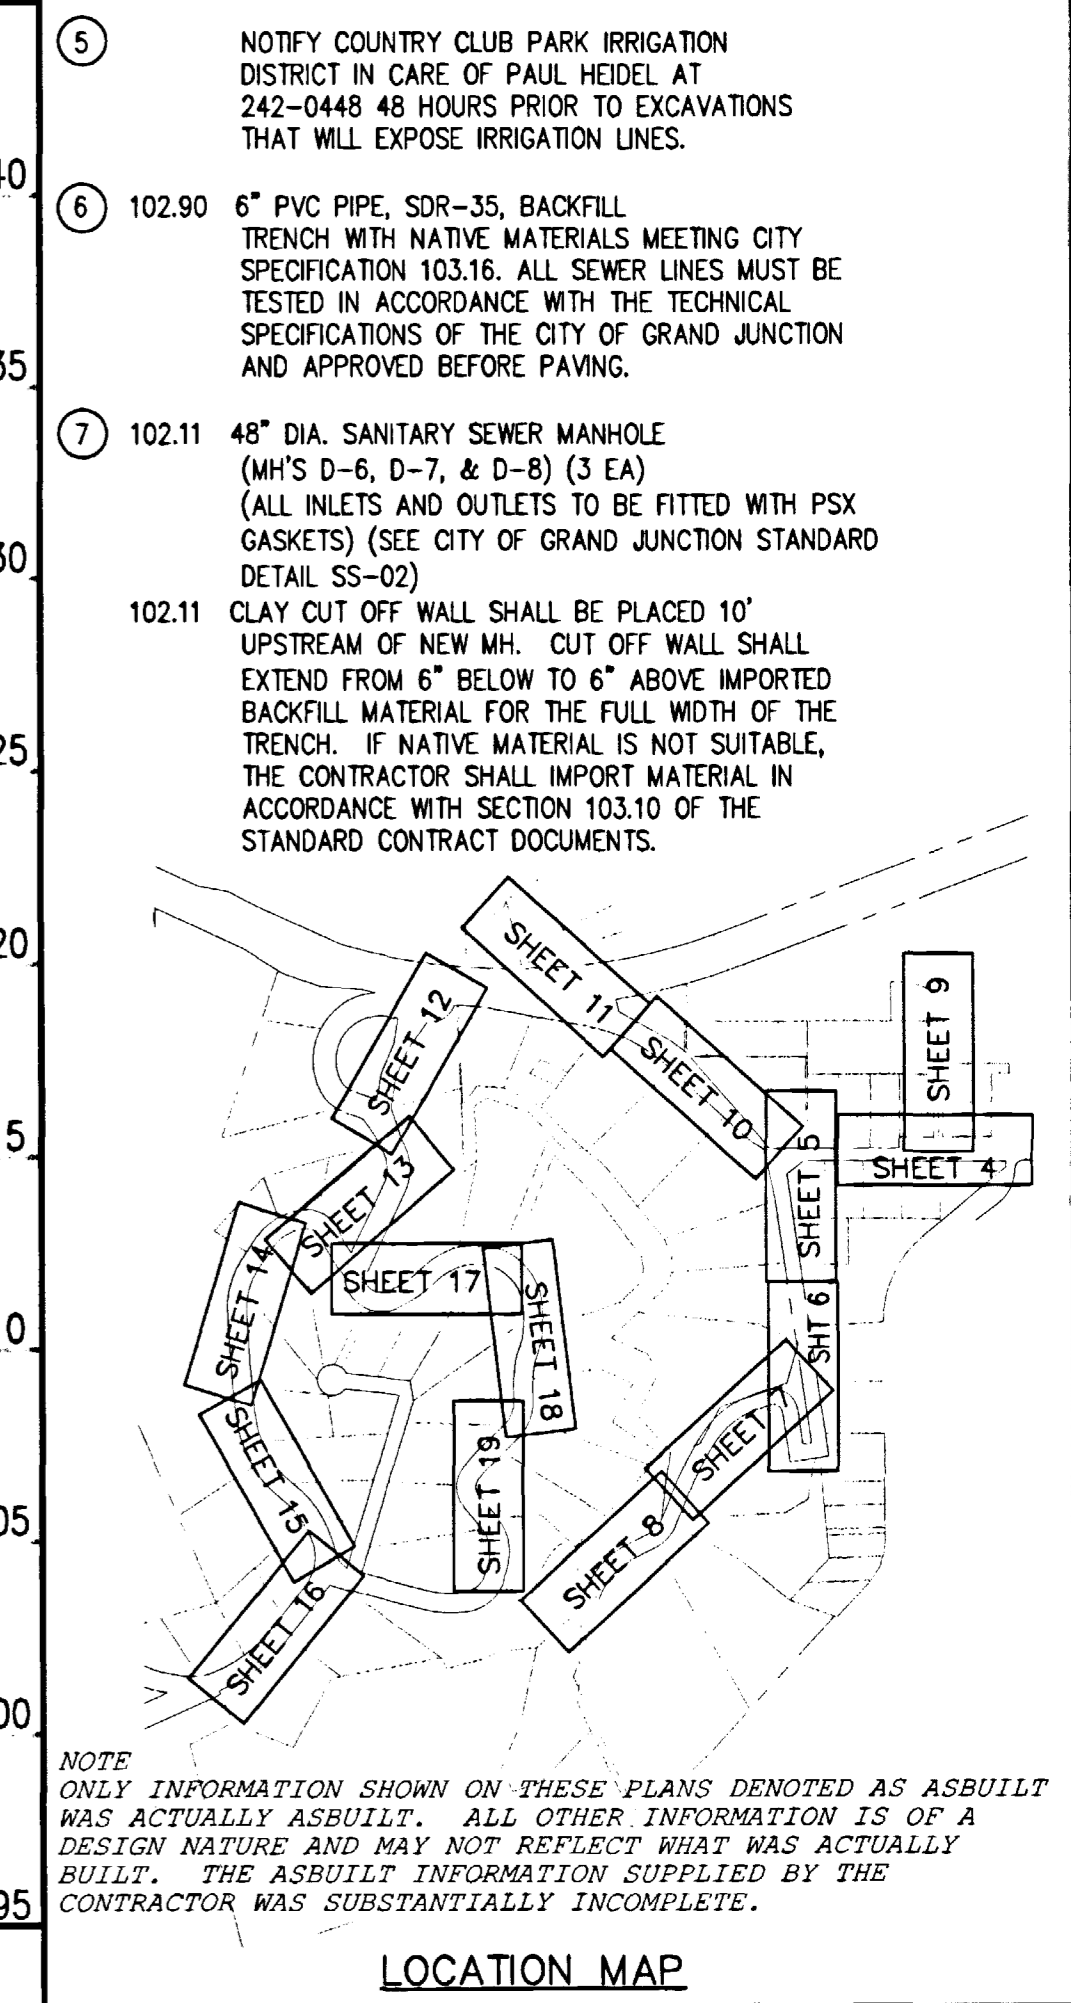 5 NOTIFY COUNTRY CLUB PARK IRRIGATION
DISTRICT IN CARE OF PAUL HEIDEL AT
242-0448 48 HOURS PRIOR TO EXCAVATIONS
THAT WILL EXPOSE IRRIGATION LINES.
6 102.90 6" PVC PIPE, SDR-35, BACKFILL
TRENCH WITH NATIVE MATERIALS MEETING CITY
SPECIFICATION 103.16. ALL SEWER LINES MUST BE
TESTED IN ACCORDANCE WITH THE TECHNICAL
SPECIFICATIONS OF THE CITY OF GRAND JUNCTION
AND APPROVED BEFORE PAVING.
7 102.11 48" DIA. SANITARY SEWER MANHOLE
(MH'S D-6, D-7, & D-8) (3 EA)
(ALL INLETS AND OUTLETS TO BE FITTED WITH PSX
GASKETS) (SEE CITY OF GRAND JUNCTION STANDARD
DETAIL SS-02)
102.11 CLAY CUT OFF WALL SHALL BE PLACED 10'
UPSTREAM OF NEW MH. CUT OFF WALL SHALL
EXTEND FROM 6" BELOW TO 6" ABOVE IMPORTED
BACKFILL MATERIAL FOR THE FULL WIDTH OF THE
TRENCH. IF NATIVE MATERIAL IS NOT SUITABLE,
THE CONTRACTOR SHALL IMPORT MATERIAL IN
ACCORDANCE WITH SECTION 103.10 OF THE
STANDARD CONTRACT DOCUMENTS.
40
35
30
25
20
5
0
05
00
95
SHEET 11
SHEET 12
SHEET 9
SHEET 10
SHEET 5
SHEET 4
SHEET 13
SHEET 14
SHEET 17
SHEET 18
SHT 6
SHEET 7
SHEET 15
SHEET 19
SHEET 8
SHEET 16
NOTE
ONLY INFORMATION SHOWN ON THESE PLANS DENOTED AS ASBUILT
WAS ACTUALLY ASBUILT. ALL OTHER INFORMATION IS OF A
DESIGN NATURE AND MAY NOT REFLECT WHAT WAS ACTUALLY
BUILT. THE ASBUILT INFORMATION SUPPLIED BY THE
CONTRACTOR WAS SUBSTANTIALLY INCOMPLETE.
LOCATION MAP